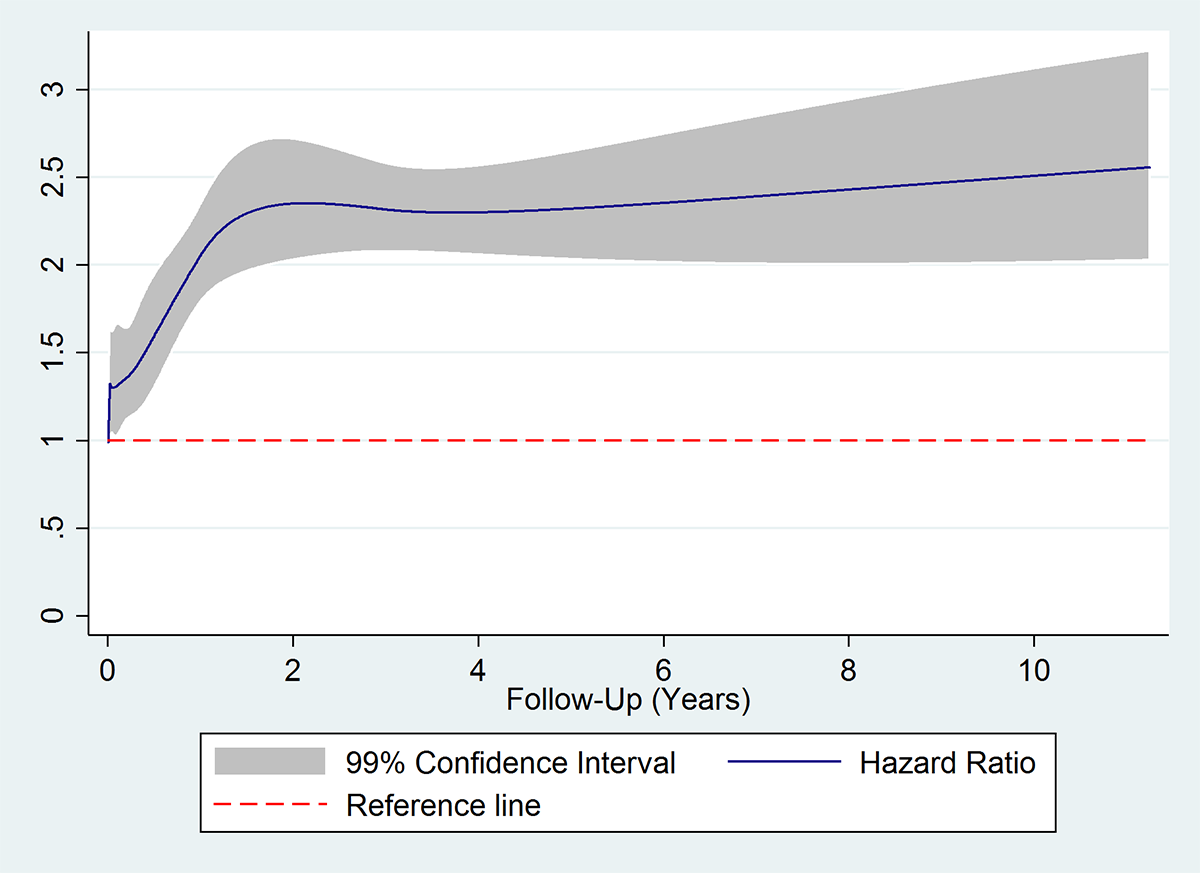 3
2.5
2
1.5
1
.5
0
0 2 4 6 8 10
Follow-Up (Years)
99% Confidence Interval Hazard Ratio
Reference line